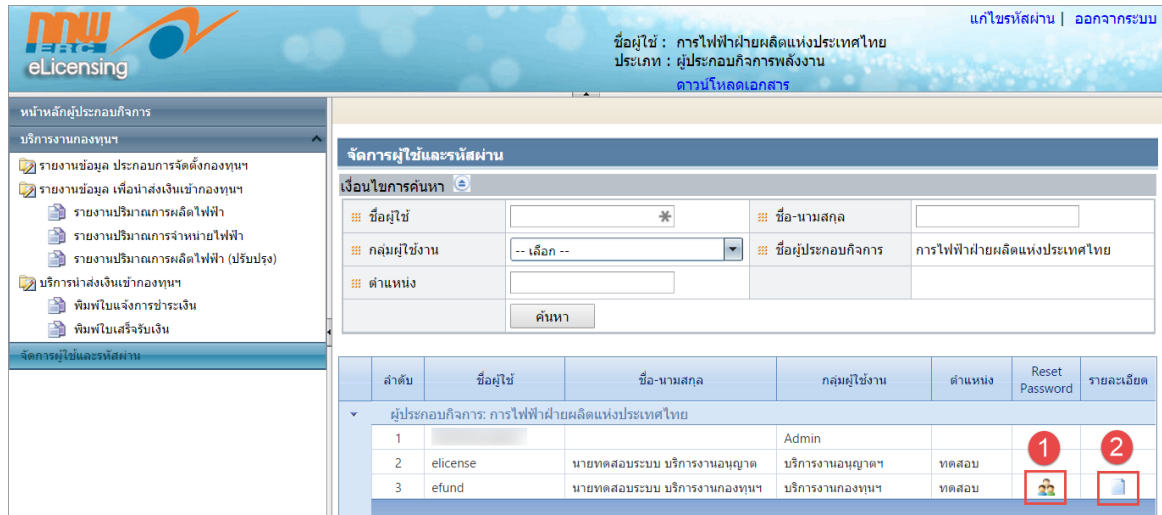 แก้ไขรหัสผ่าน | ออกจากระบบ
กกพ
ERC
eLicensing
ชื่อผู้ใช้ : การไฟฟ้าฝ่ายผลิตแห่งประเทศไทย
ประเภท : ผู้ประกอบกิจการพลังงาน
ดาวน์โหลดเอกสาร
หน้าหลักผู้ประกอบกิจการ
บริการงานกองทุนฯ
รายงานข้อมูล ประกอบการจัดตั้งกองทุนฯ
รายงานข้อมูล เพื่อนำส่งเงินเข้ากองทุนฯ
รายงานปริมาณการผลิตไฟฟ้า
รายงานปริมาณการจำหน่ายไฟฟ้า
รายงานปริมาณการผลิตไฟฟ้า (ปรับปรุง)
บริการนำส่งเงินเข้ากองทุนฯ
พิมพ์ใบแจ้งการชำระเงิน
พิมพ์ใบเสร็จรับเงิน
จัดการผู้ใช้และรหัสผ่าน
จัดการผู้ใช้และรหัสผ่าน
เงื่อนไขการค้นหา
ชื่อผู้ใช้ * ชื่อ-นามสกุล
กลุ่มผู้ใช้งาน -- เลือก -- ชื่อผู้ประกอบกิจการ การไฟฟ้าฝ่ายผลิตแห่งประเทศไทย
ตำแหน่ง
ค้นหา
ลำดับ ชื่อผู้ใช้ ชื่อ-นามสกุล กลุ่มผู้ใช้งาน ตำแหน่ง Reset Password รายละเอียด
ผู้ประกอบกิจการ: การไฟฟ้าฝ่ายผลิตแห่งประเทศไทย
1 Admin
2 elicense นายทดสอบระบบ บริการงานอนุญาต บริการงานอนุญาตฯ ทดสอบ 1 2
3 efund นายทดสอบระบบ บริการงานกองทุนฯ บริการงานกองทุนฯ ทดสอบ